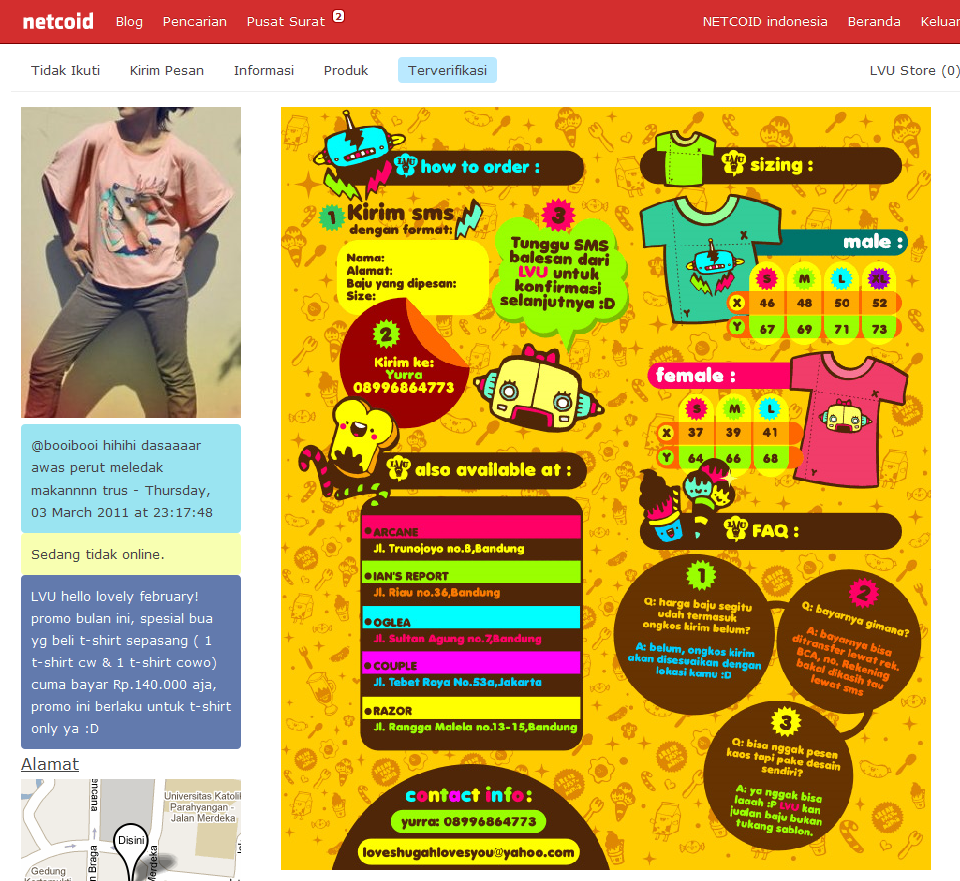 netcoid Blog Pencarian Pusat Surat 2 NETCOID indonesia Beranda Keluar
Tidak Ikuti Kirim Pesan Informasi Produk Terverifikasi LVU Store (0)
@booibooi hihihi dasaaaar
awas perut meledak
makannnn trus - Thursday,
03 March 2011 at 23:17:48
Sedang tidak online.
LVU hello lovely february!
promo bulan ini, spesial bua
yg beli t-shirt sepasang ( 1
t-shirt cw & 1 t-shirt cowo)
cuma bayar Rp.140.000 aja,
promo ini berlaku untuk t-shirt
only ya :D
Alamat
Universitas Katoli
Parahyangan -
Jalan Merdeka
Disini
n Braga
Merdeka
Gedung
LVU how to order :
1 Kirim sms
dengan format:
Nama:
Alamat:
Baju yang dipesan:
Size:
2
Kirim ke:
Yurra
08996864773
3
Tunggu SMS
balesan dari
LVU untuk
konfirmasi
selanjutnya :D
LVU also available at :
ARCANE
Jl. Trunojoyo no.8,Bandung
IAN'S REPORT
Jl. Riau no.36,Bandung
OGLEA
Jl. Sultan Agung no.7,Bandung
COUPLE
Jl. Tebet Raya No.53a,Jakarta
RAZOR
Jl. Rangga Malela no.13-15,Bandung
contact info:
yurra: 08996864773
loveshugahlovesyou@yahoo.com
LVU sizing :
X
Y
male :
S M L XL
X 46 48 50 52
Y 67 69 71 73
female :
X
Y
S M L
X 37 39 41
Y 64 66 68
LVU FAQ :
1
Q: harga baju segitu
udah termasuk
ongkos kirim belum?
A: belum, ongkos kirim
akan disesuaikan dengan
lokasi kamu :D
2
Q: bayarnya gimana?
A: bayarnya bisa
ditransfer lewat rek.
BCA, no. Rekening
bakal dikasih tau
lewat sms
3
Q: bisa nggak pesen
kaos tapi pake desain
sendiri?
A: ya nggak bisa
laaah :P LVU kan
jualan baju bukan
tukang sablon.